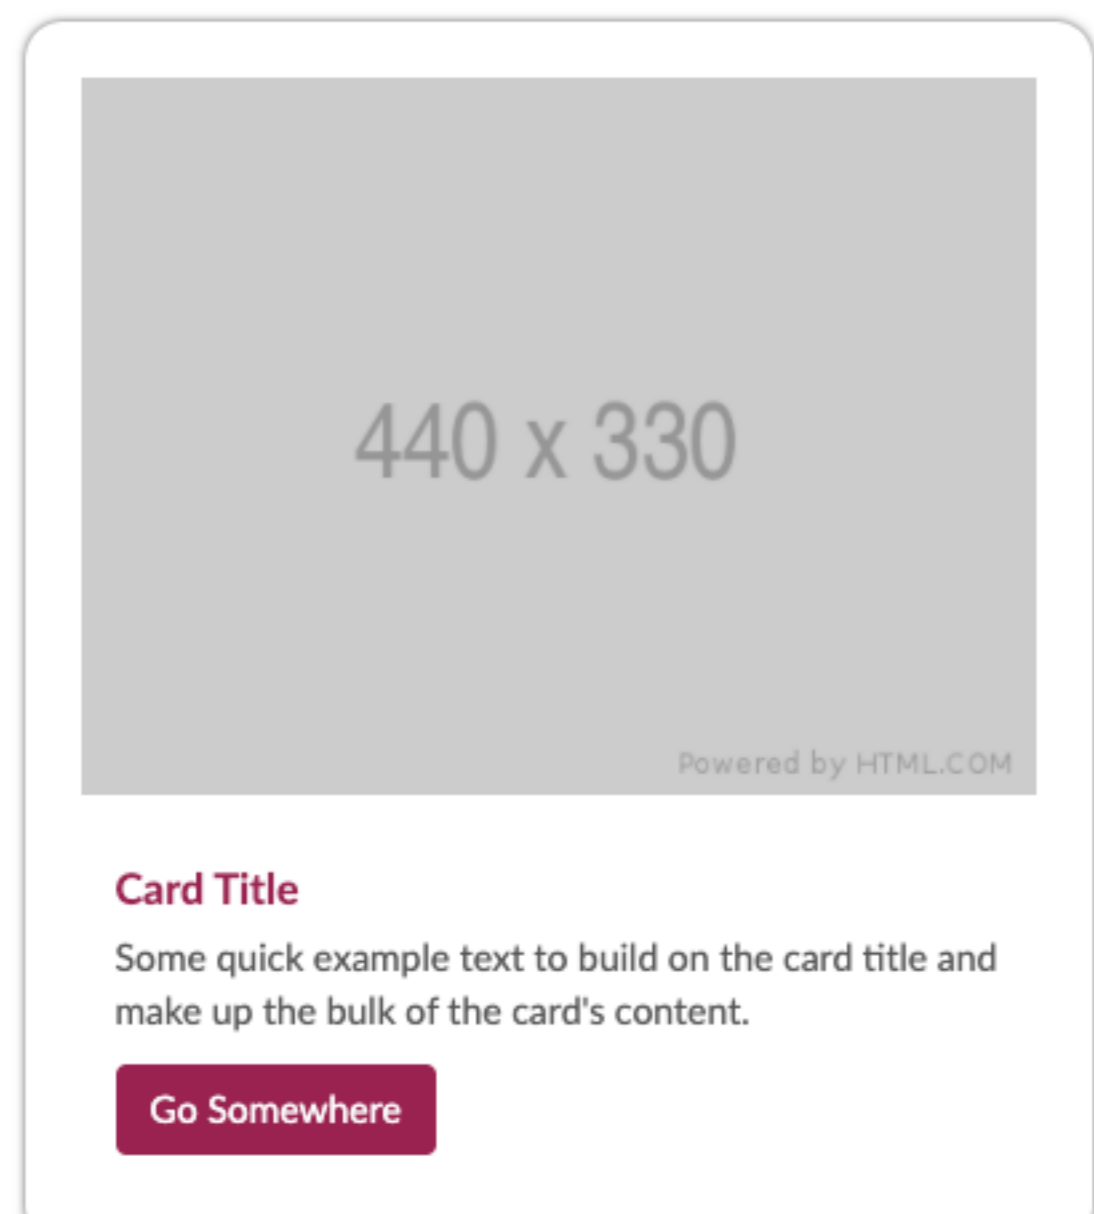 440 x 330
Powered by HTML.COM
Card Title
Some quick example text to build on the card title and
make up the bulk of the card's content.
Go Somewhere